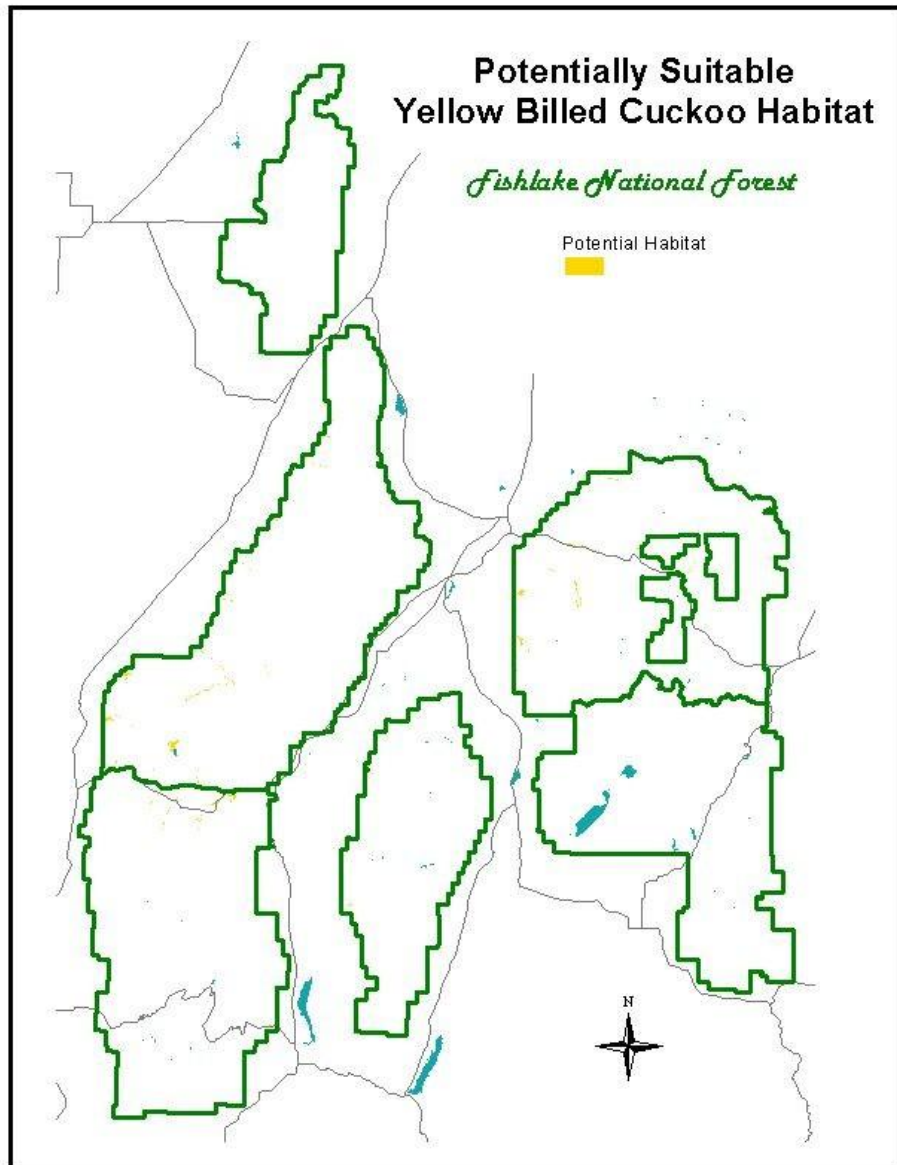 Potentially Suitable
Yellow Billed Cuckoo Habitat
Fishlake National Forest
Potential Habitat
N